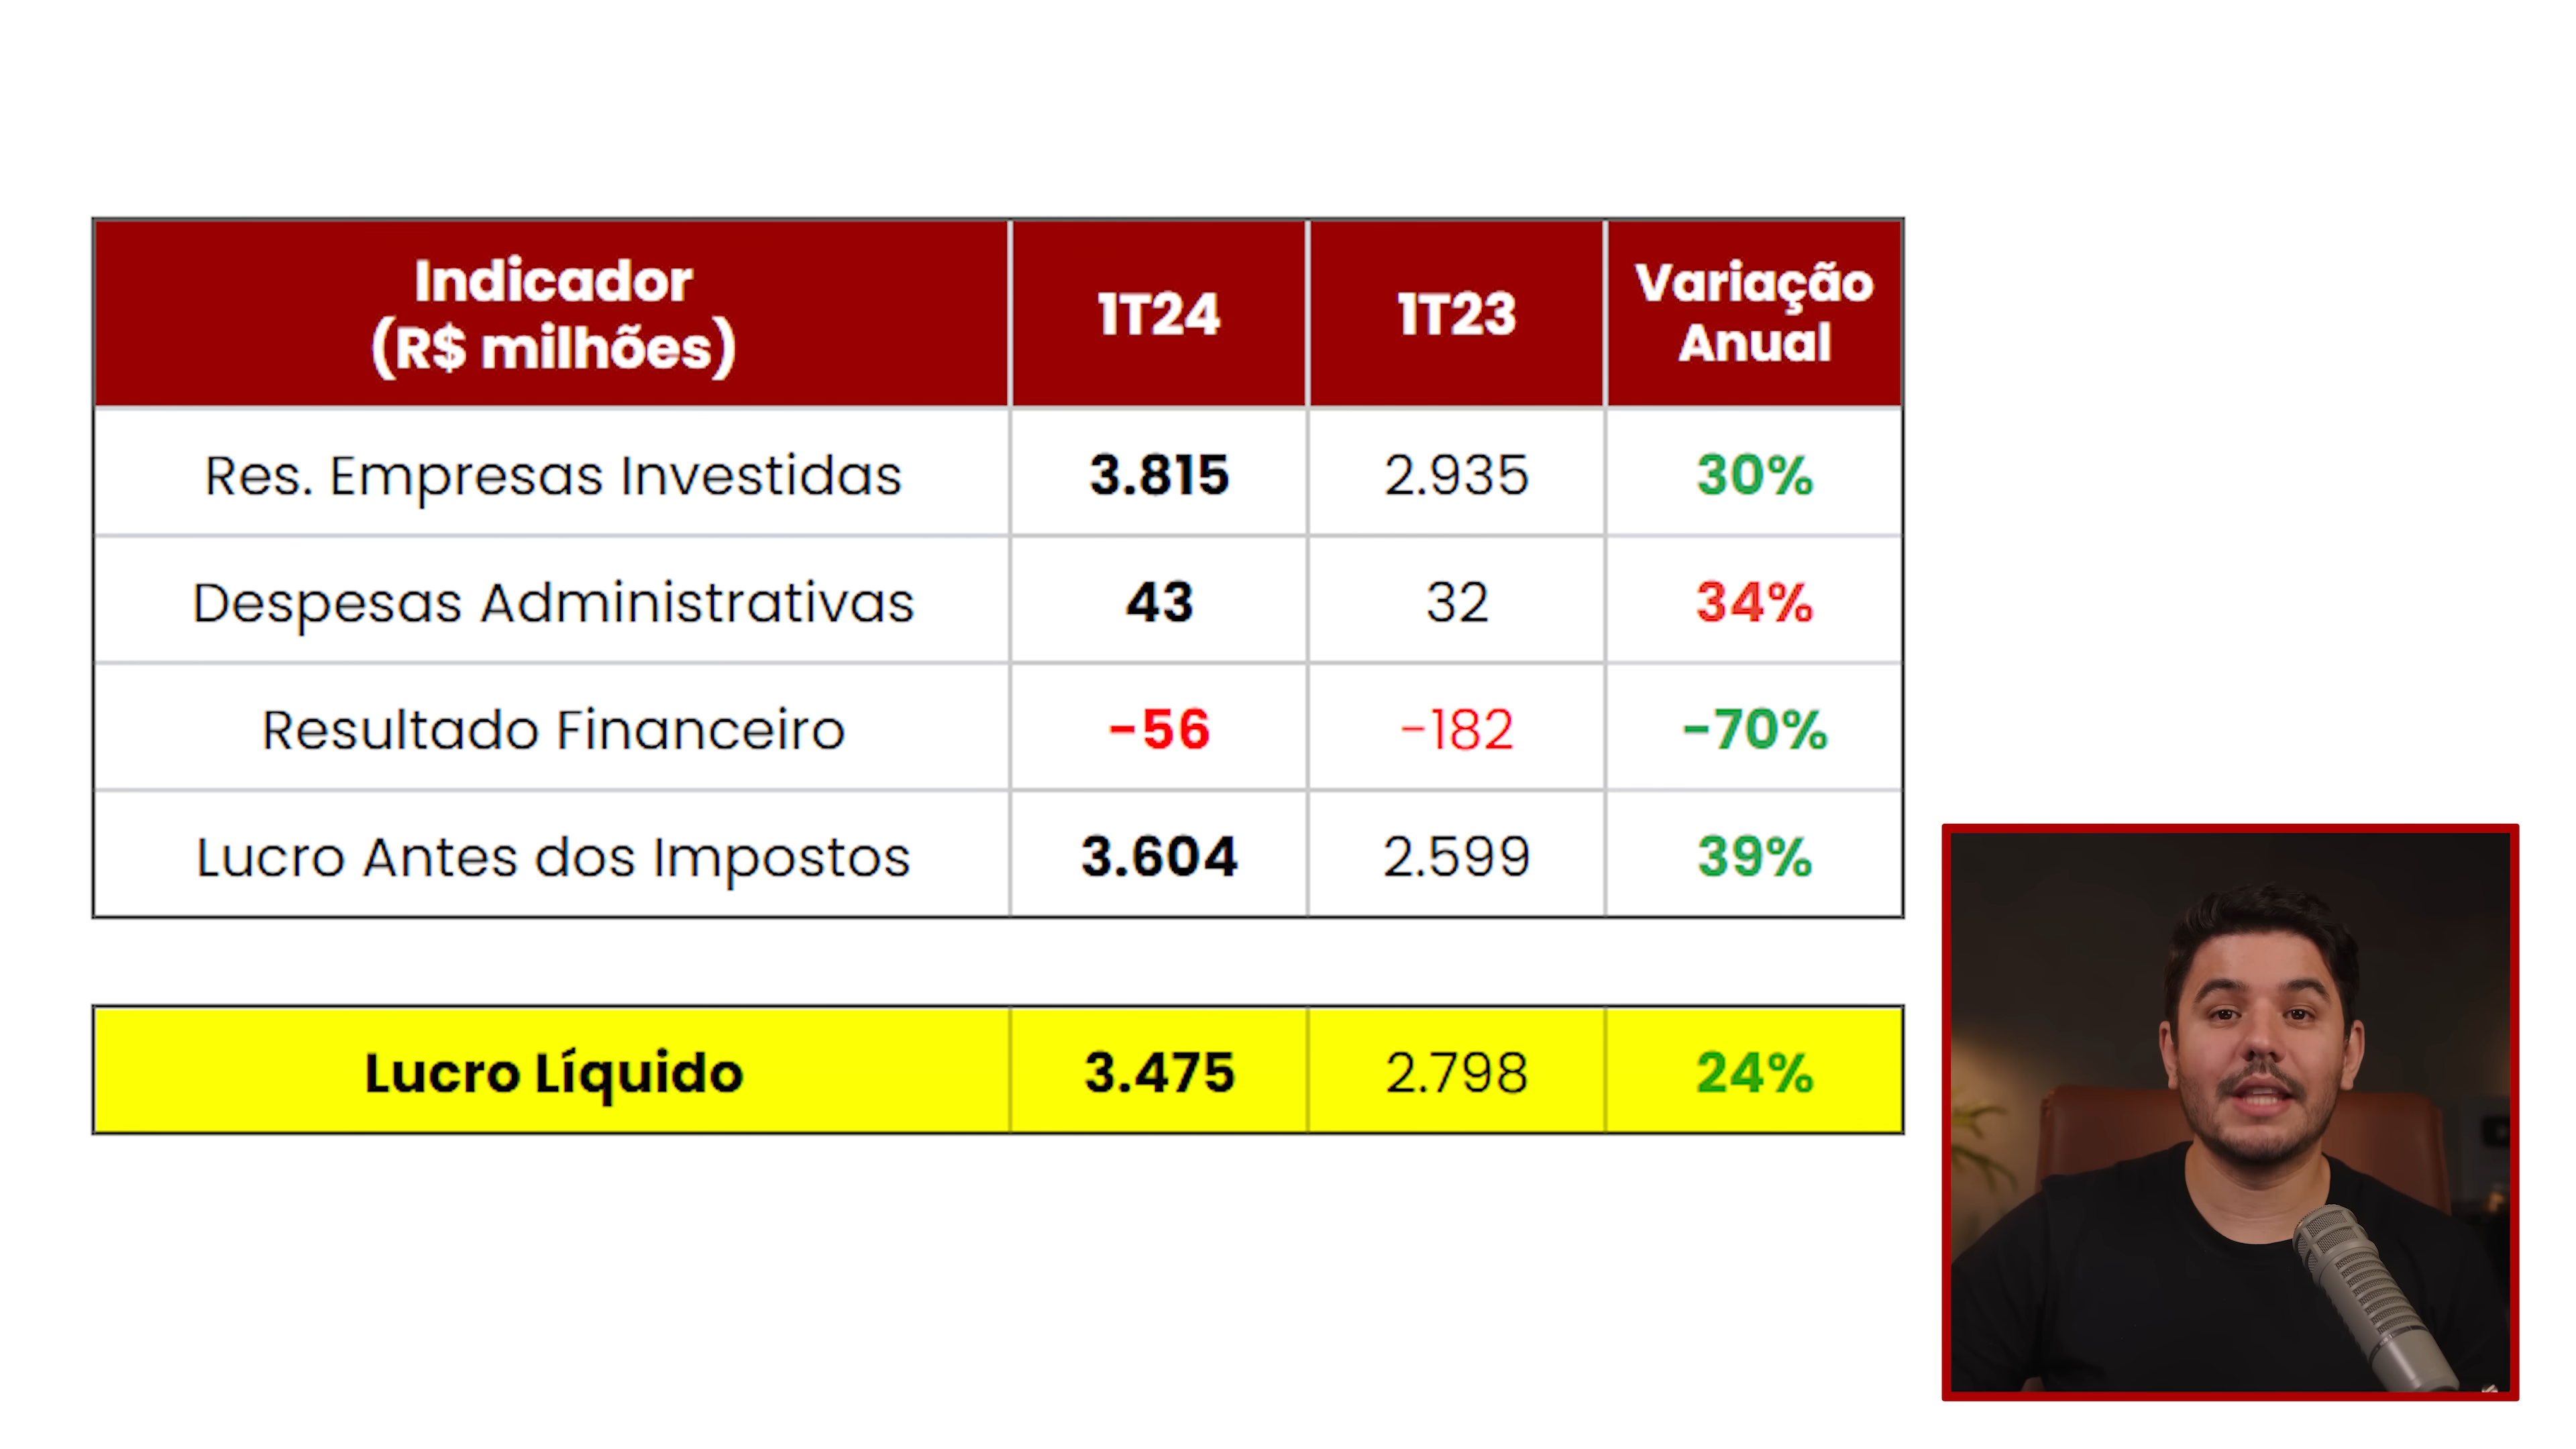 Indicador
(R$ milhões)
1T24
1T23
Variação
Anual
Res. Empresas Investidas 3.815 2.935 30%
Despesas Administrativas 43 32 34%
Resultado Financeiro -56 -182 -70%
Lucro Antes dos Impostos 3.604 2.599 39%
Lucro Líquido 3.475 2.798 24%